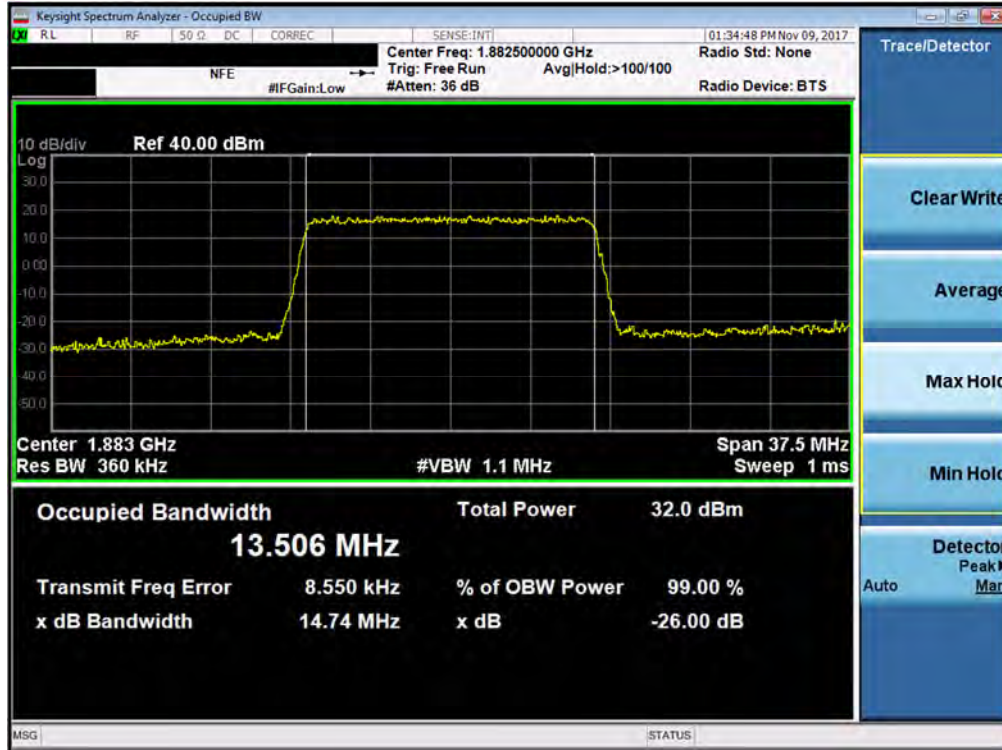 Keysight Spectrum Analyzer - Occupied BW
LXI RL RF 50 Ω DC CORREC SENSE:INT 01:34:48 PM Nov 09, 2017
Center Freq: 1.882500000 GHz Radio Std: None
NFE Trig: Free Run Avg|Hold:>100/100
#IFGain:Low #Atten: 36 dB Radio Device: BTS
Trace/Detector
10 dB/div Ref 40.00 dBm
Log
30.0
20.0
10.0
0.00
-10.0
-20.0
-30.0
-40.0
-50.0
Center 1.883 GHz Span 37.5 MHz
Res BW 360 kHz #VBW 1.1 MHz Sweep 1 ms
Occupied Bandwidth Total Power 32.0 dBm
13.506 MHz
Transmit Freq Error 8.550 kHz % of OBW Power 99.00 %
x dB Bandwidth 14.74 MHz x dB -26.00 dB
Clear Write
Average
Max Hold
Min Hold
Detector
Peak
Auto Man
MSG STATUS